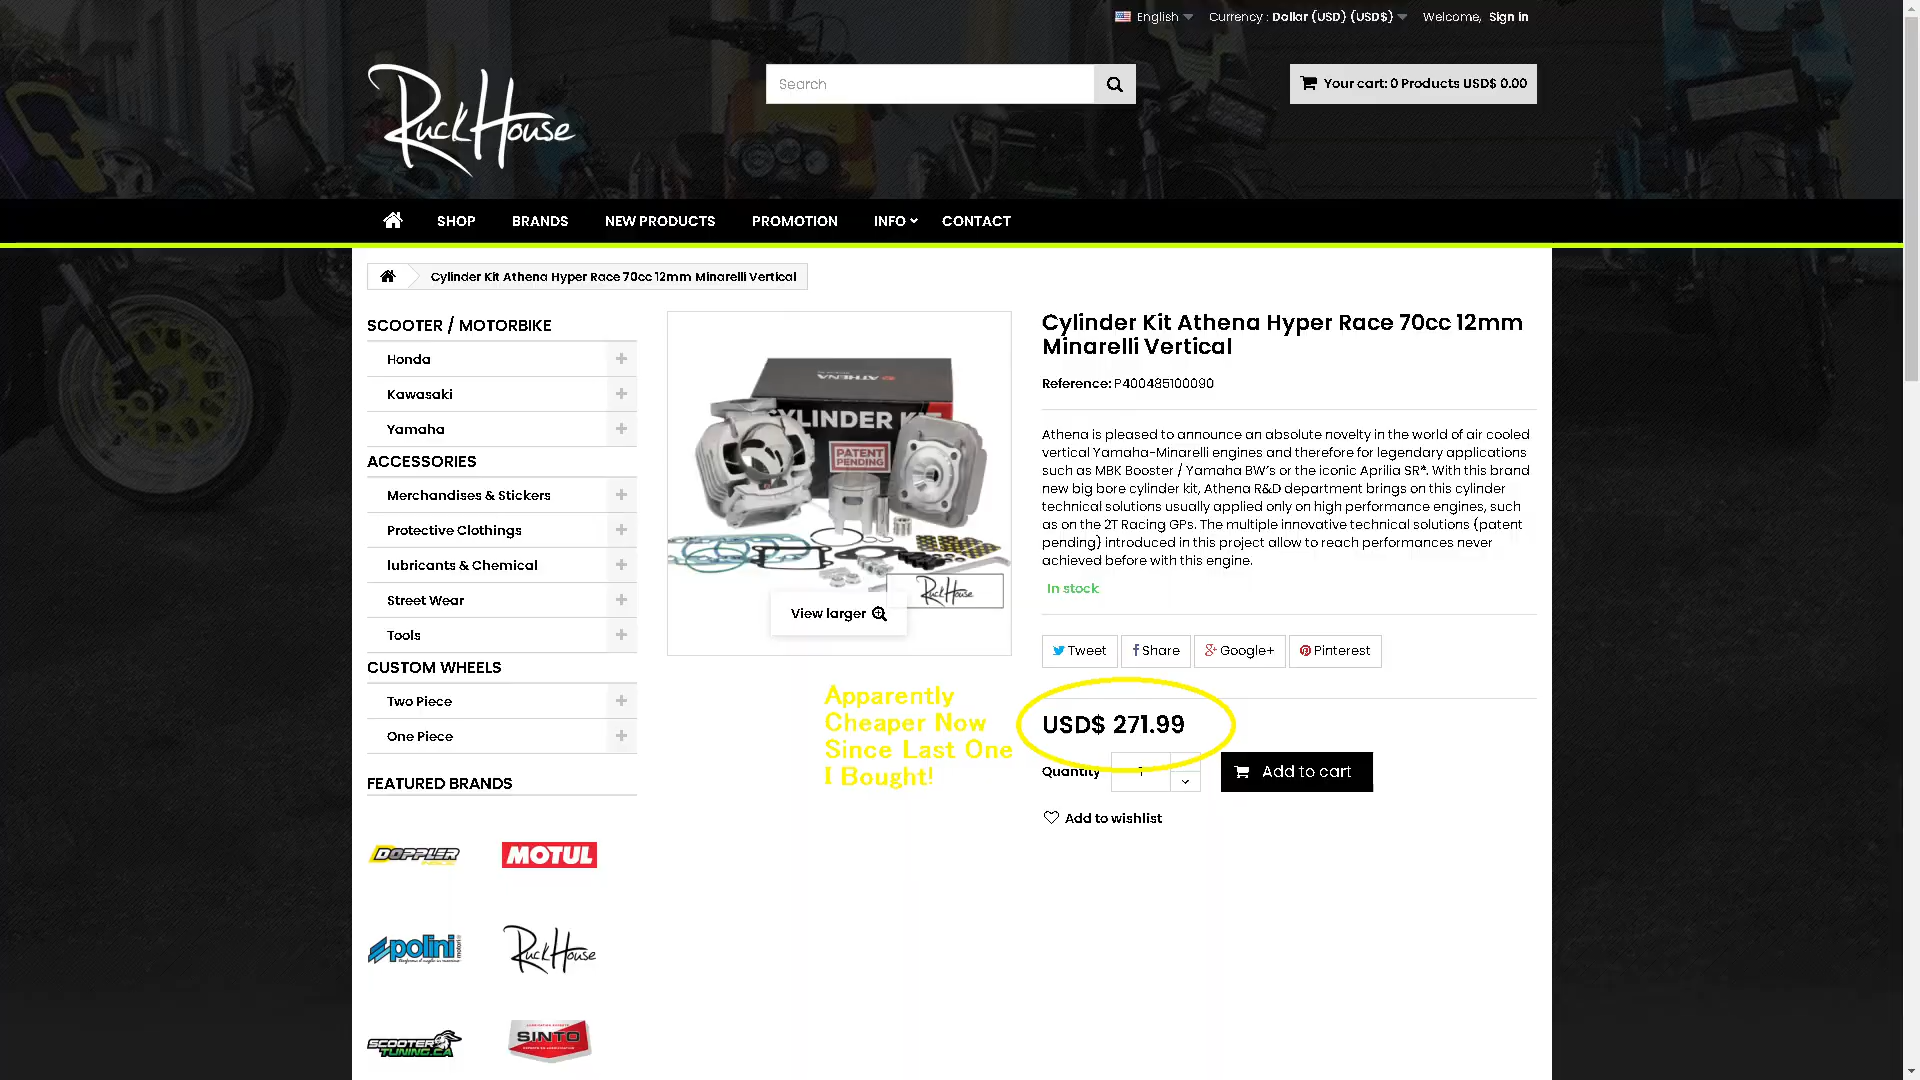 English
Currency : Dollar (USD) (USD$)
Welcome, Sign in
RuckHouse
Search
Your cart: 0 Products USD$ 0.00
SHOP
BRANDS
NEW PRODUCTS
PROMOTION
INFO
CONTACT
Cylinder Kit Athena Hyper Race 70cc 12mm Minarelli Vertical
SCOOTER / MOTORBIKE
Honda
Kawasaki
Yamaha
ACCESSORIES
Merchandises & Stickers
Protective Clothings
lubricants & Chemical
Street Wear
Tools
CUSTOM WHEELS
Two Piece
One Piece
FEATURED BRANDS
DOPPLER
MOTUL
polini
RuckHouse
SCOOTER
TUNING.CA
SINTO
ATHENA
CYLINDER KIT
PATENT
PENDING
RuckHouse
View larger
Apparently
Cheaper Now
Since Last One
I Bought!
Cylinder Kit Athena Hyper Race 70cc 12mm
Minarelli Vertical
Reference: P400485100090
Athena is pleased to announce an absolute novelty in the world of air cooled
vertical Yamaha-Minarelli engines and therefore for legendary applications
such as MBK Booster / Yamaha BW's or the iconic Aprilia SR*. With this brand
new big bore cylinder kit, Athena R&D department brings on this cylinder
technical solutions usually applied only on high performance engines, such
as on the 2T Racing GPs. The multiple innovative technical solutions (patent
pending) introduced in this project allow to reach performances never
achieved before with this engine.
In stock
Tweet
Share
Google+
Pinterest
USD$ 271.99
Quantity
1
Add to cart
Add to wishlist